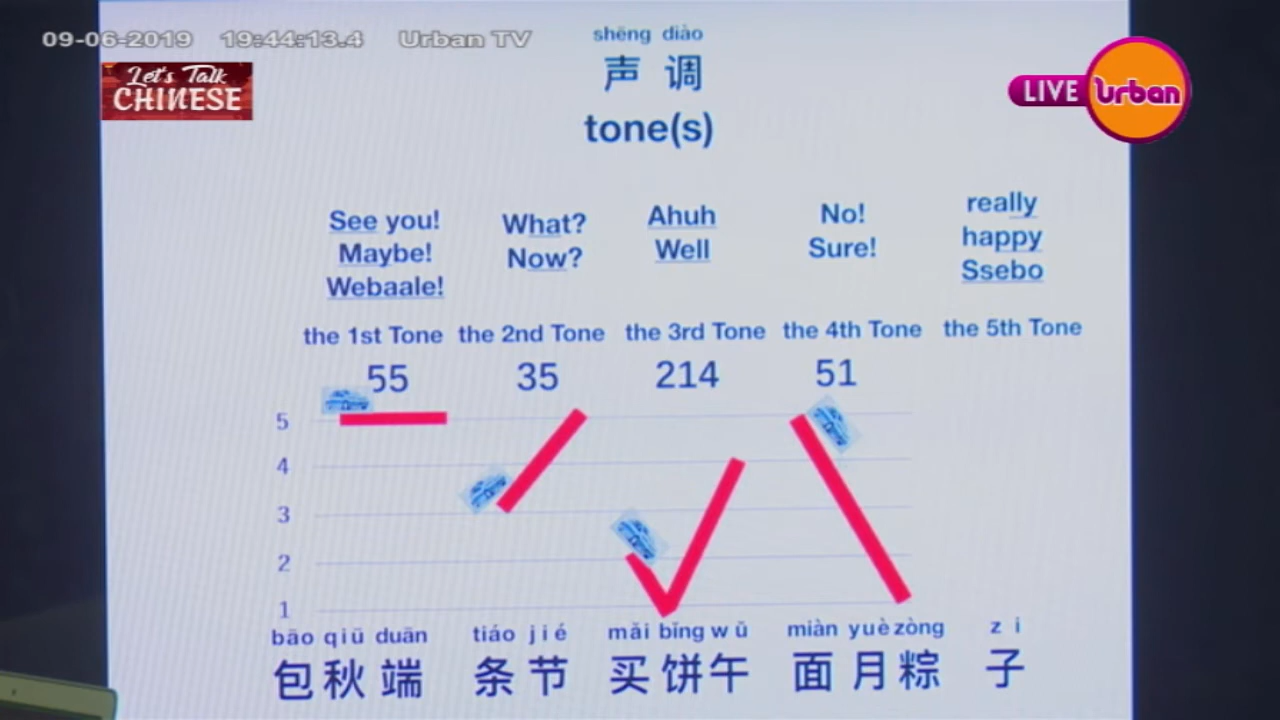 09-06-2019 19:44:13.4 Urban TV
Let's Talk
CHINESE
LIVE urban
shēng diào
声 调
tone(s)
See you!
Maybe!
Webaale!
What?
Now?
Ahuh
Well
No!
Sure!
really
happy
Ssebo
the 1st Tone the 2nd Tone the 3rd Tone the 4th Tone the 5th Tone
55 35 214 51
5
4
3
2
1
bāo qiū duān tiáo jié mǎi bǐng wǔ miàn yuè zòng zi
包 秋 端 条 节 买 饼 午 面 月 粽 子